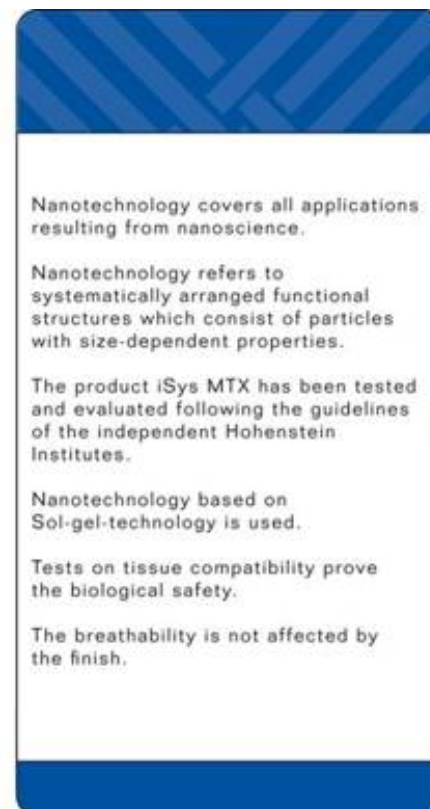 Nanotechnology covers all applications
resulting from nanoscience.
Nanotechnology refers to
systematically arranged functional
structures which consist of particles
with size-dependent properties.
The product iSys MTX has been tested
and evaluated following the guidelines
of the independent Hohenstein
Institutes.
Nanotechnology based on
Sol-gel-technology is used.
Tests on tissue compatibility prove
the biological safety.
The breathability is not affected by
the finish.